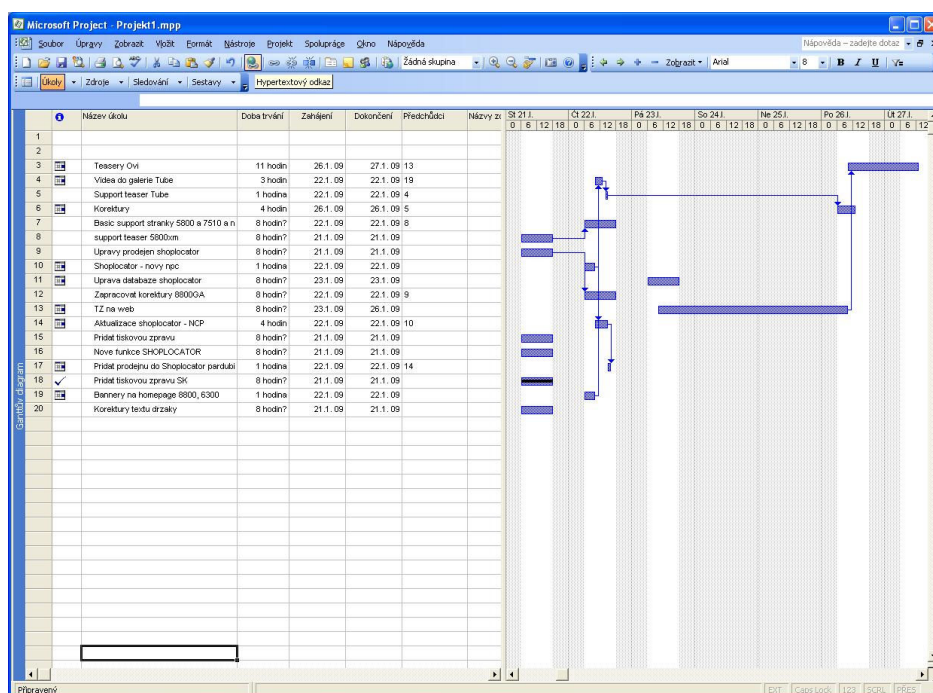 Microsoft Project - Projekt1.mpp
Soubor Úpravy Zobrazit Vložit Formát Nástroje Projekt Spolupráce Okno Nápověda
Nápověda – zadejte dotaz
Žádná skupina Zobrazit Arial 8 B I U
Úkoly Zdroje Sledování Sestavy Hypertextový odkaz
Název úkolu Doba trvání Zahájení Dokončení Předchůdci Názvy zc
St 21.I. Čt 22.I. Pá 23.I. So 24.I. Ne 25.I. Po 26.I. Út 27.I.
0 6 12 18 0 6 12 18 0 6 12 18 0 6 12 18 0 6 12 18 0 6 12 18 0 6 12
1
2
3 Teasery Ovi 11 hodin 26.1. 09 27.1. 09 13
4 Videa do galerie Tube 3 hodin 22.1. 09 22.1. 09 19
5 Support teaser Tube 1 hodina 22.1. 09 22.1. 09 4
6 Korektury 4 hodin 26.1. 09 26.1. 09 5
7 Basic support stranky 5800 a 7510 a n 8 hodin? 22.1. 09 22.1. 09 8
8 support teaser 5800xm 8 hodin? 21.1. 09 21.1. 09
9 Upravy prodejen shoplocator 8 hodin? 21.1. 09 21.1. 09
10 Shoplocator - novy npc 1 hodina 22.1. 09 22.1. 09
11 Uprava databaze shoplocator 8 hodin? 23.1. 09 23.1. 09
12 Zapracovat korektury 8800GA 8 hodin? 22.1. 09 22.1. 09 9
13 TZ na web 8 hodin? 23.1. 09 26.1. 09
14 Aktualizace shoplocator - NCP 4 hodin 22.1. 09 22.1. 09 10
15 Pridat tiskovou zpravu 8 hodin? 21.1. 09 21.1. 09
16 Nove funkce SHOPLOCATOR 8 hodin? 21.1. 09 21.1. 09
17 Pridat prodejnu do Shoplocator pardubi 1 hodina 22.1. 09 22.1. 09 14
18 Pridat tiskovou zpravu SK 8 hodin? 21.1. 09 21.1. 09
19 Bannery na homepage 8800, 6300 1 hodina 22.1. 09 22.1. 09
20 Korektury textu drzaky 8 hodin? 21.1. 09 21.1. 09
Ganttův diagram
Připravený EXT Caps Lock 123 SCRL PŘES